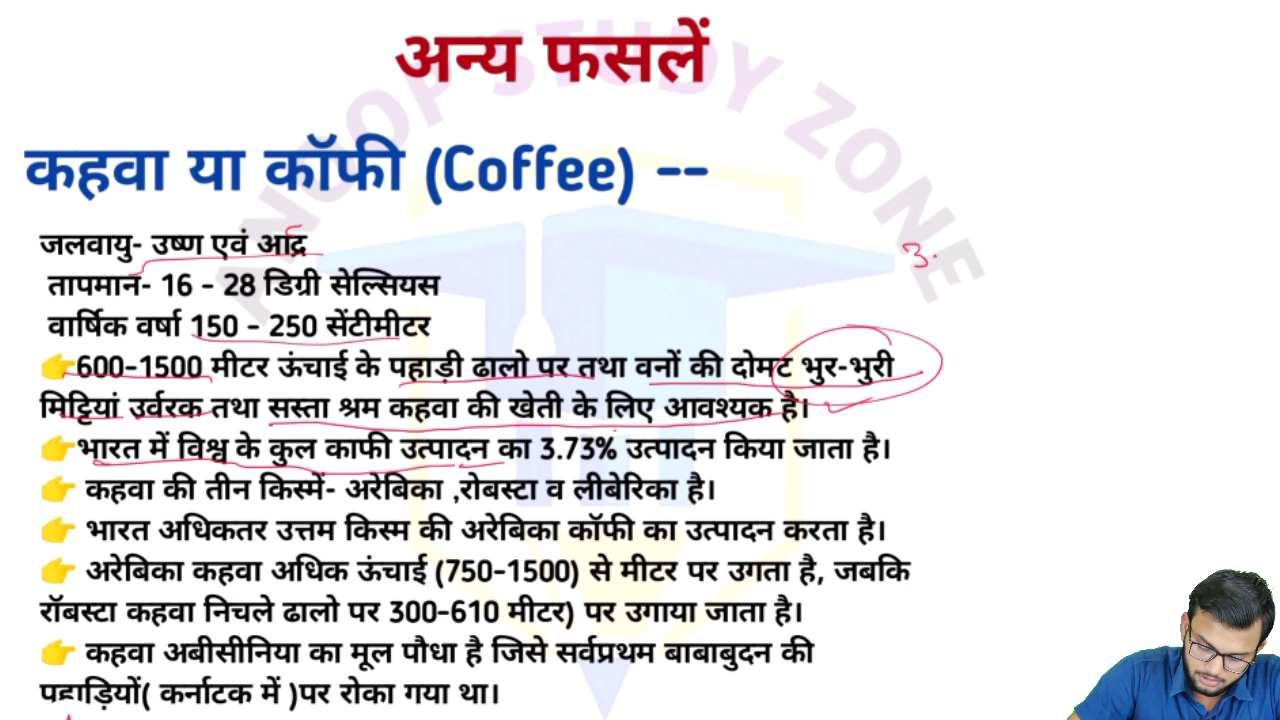 अन्य फसलें
ANOOP STUDY ZONE
कहवा या कॉफी (Coffee) --
जलवायु- उष्ण एवं आद्र
तापमान- 16 - 28 डिग्री सेल्सियस
वार्षिक वर्षा 150 - 250 सेंटीमीटर
3.
👉600-1500 मीटर ऊंचाई के पहाड़ी ढालो पर तथा वनों की दोमट भुर-भुरी
मिट्टियां उर्वरक तथा सस्ता श्रम कहवा की खेती के लिए आवश्यक है।
👉भारत में विश्व के कुल काफी उत्पादन का 3.73% उत्पादन किया जाता है।
👉 कहवा की तीन किस्में- अरेबिका ,रोबस्टा व लीबेरिका है।
👉 भारत अधिकतर उत्तम किस्म की अरेबिका कॉफी का उत्पादन करता है।
👉 अरेबिका कहवा अधिक ऊंचाई (750-1500) से मीटर पर उगता है, जबकि
रॉबस्टा कहवा निचले ढालो पर 300-610 मीटर) पर उगाया जाता है।
👉 कहवा अबीसीनिया का मूल पौधा है जिसे सर्वप्रथम बाबाबुदन की
पहाड़ियों( कर्नाटक में )पर रोका गया था।